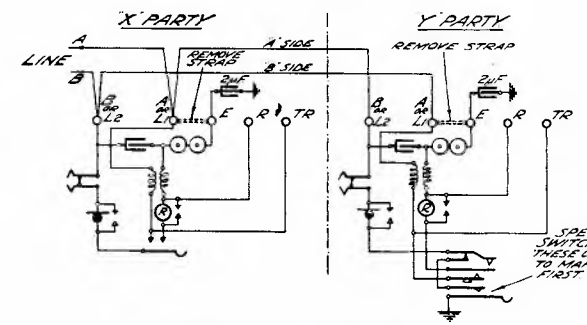 "X" PARTY
"Y" PARTY
A
LINE
B
REMOVE
STRAP
A' SIDE
B' SIDE
REMOVE STRAP
2µF
2µF
B
OR
L2
A
OR
L1
E
R
TR
B
OR
L2
A
OR
L1
E
R
TR
R
R
SPE
SWITC
THESE C
TO MA
FIRST.